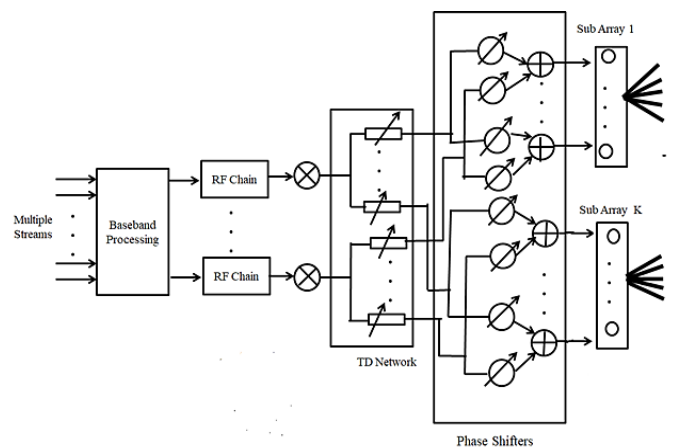 Sub Array 1
RF Chain
Multiple
Streams
Baseband
Processing
Sub Array K
RF Chain
TD Network
Phase Shifters